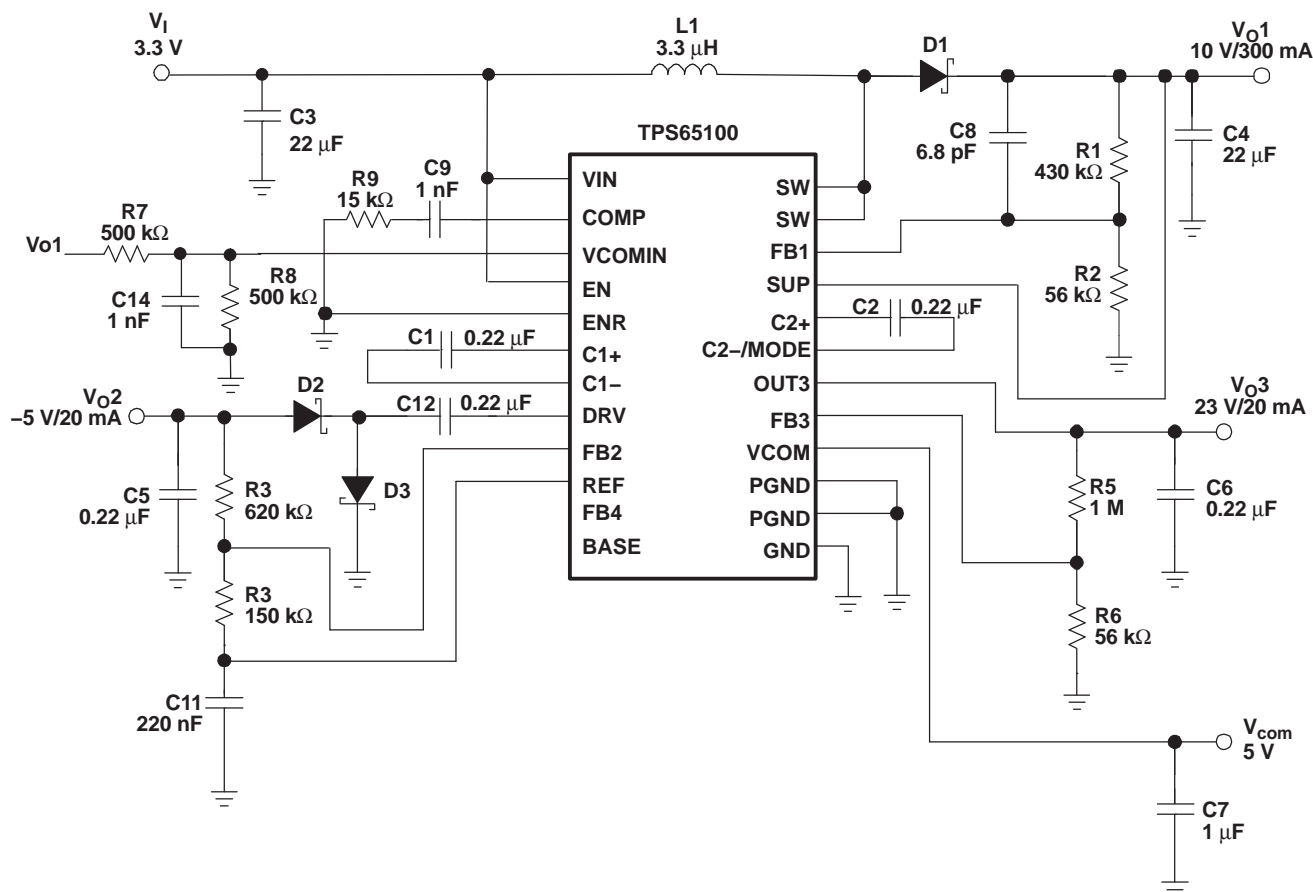 V_I
3.3 V
L1
3.3 μH
D1
V_O1
10 V/300 mA
C3
22 μF
TPS65100
C8
6.8 pF
R1
430 kΩ
C4
22 μF
R9
15 kΩ
C9
1 nF
VIN
SW
COMP
SW
R7
500 kΩ
Vo1
VCOMIN
FB1
C14
1 nF
R8
500 kΩ
EN
SUP
R2
56 kΩ
ENR
C2+
C2
0.22 μF
C1
0.22 μF
C1+
C2–/MODE
C1–
OUT3
V_O2
–5 V/20 mA
D2
C12
0.22 μF
DRV
FB3
V_O3
23 V/20 mA
FB2
VCOM
C5
0.22 μF
R3
620 kΩ
D3
REF
PGND
R5
1 M
C6
0.22 μF
FB4
PGND
BASE
GND
R3
150 kΩ
R6
56 kΩ
C11
220 nF
V_com
5 V
C7
1 μF